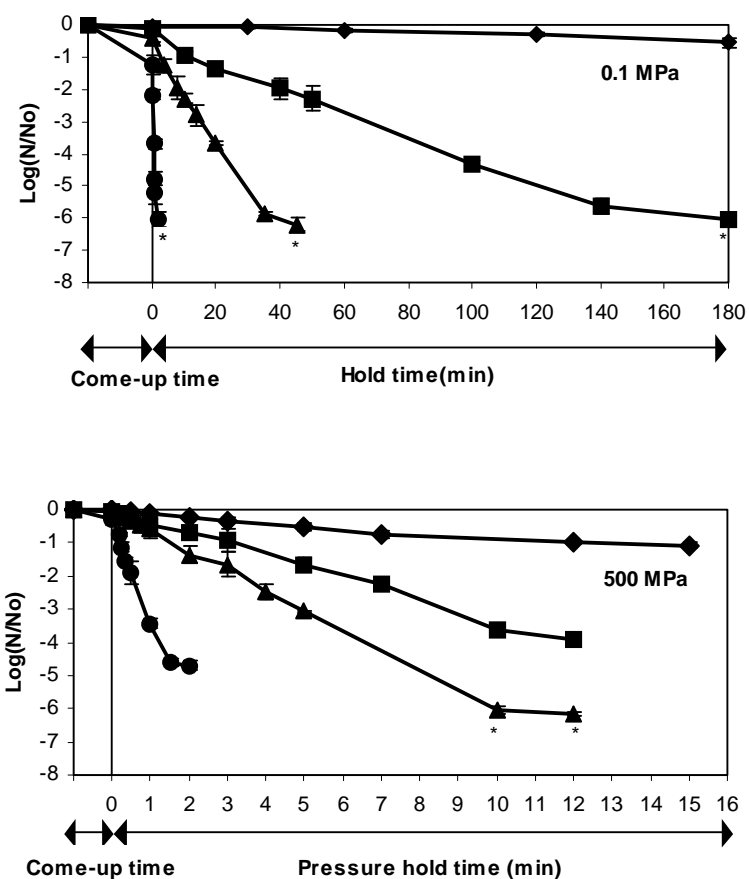 0
-1
-2
-3
-4
-5
-6
-7
-8
Log(N/No)
0.1 MPa
* * *
0 20 40 60 80 100 120 140 160 180
Come-up time Hold time(min)
0
-1
-2
-3
-4
-5
-6
-7
-8
Log(N/No)
500 MPa
* *
0 1 2 3 4 5 6 7 8 9 10 11 12 13 14 15 16
Come-up time Pressure hold time (min)